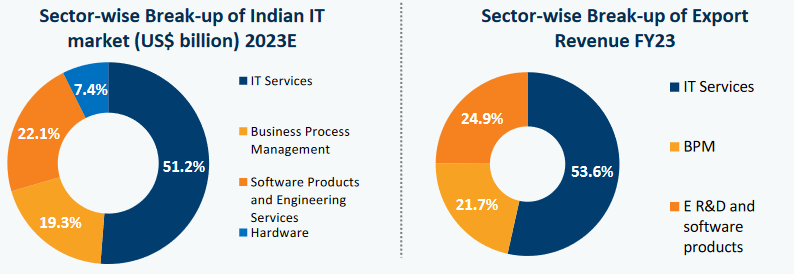 Sector-wise Break-up of Indian IT
market (US$ billion) 2023E
7.4%
22.1%
51.2%
19.3%
IT Services
Business Process
Management
Software Products
and Engineering
Services
Hardware
Sector-wise Break-up of Export
Revenue FY23
24.9%
53.6%
21.7%
IT Services
BPM
E R&D and
software
products